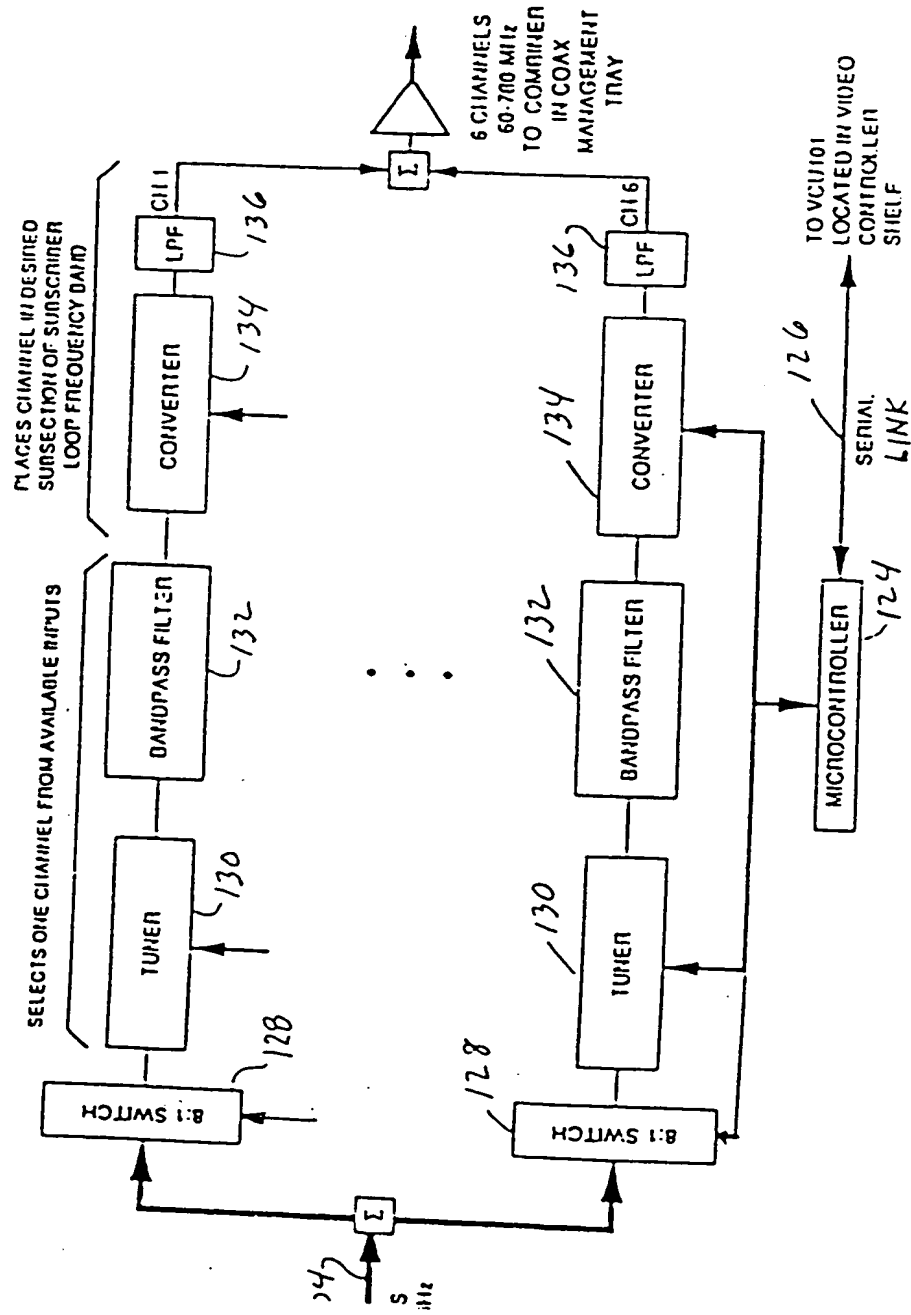 SELECTS ONE CHANNEL FROM AVAILABLE INPUTS
PLACES CHANNEL IN DESIRED
SUBSECTION OF SUBSCRIBER
LOOP FREQUENCY BAND
8:1 SWITCH
128
TUNER
130
BANDPASS FILTER
132
CONVERTER
134
LPF
136
CH 1
Σ
Σ
6 CHANNELS
60-700 MHz
TO COMBINER
IN COAX
MANAGEMENT
TRAY
8:1 SWITCH
128
TUNER
130
BANDPASS FILTER
132
CONVERTER
134
LPF
136
CH 6
MICROCONTROLLER
124
SERIAL
LINK
126
TO VCU101
LOCATED IN VIDEO
CONTROLLER
SHELF